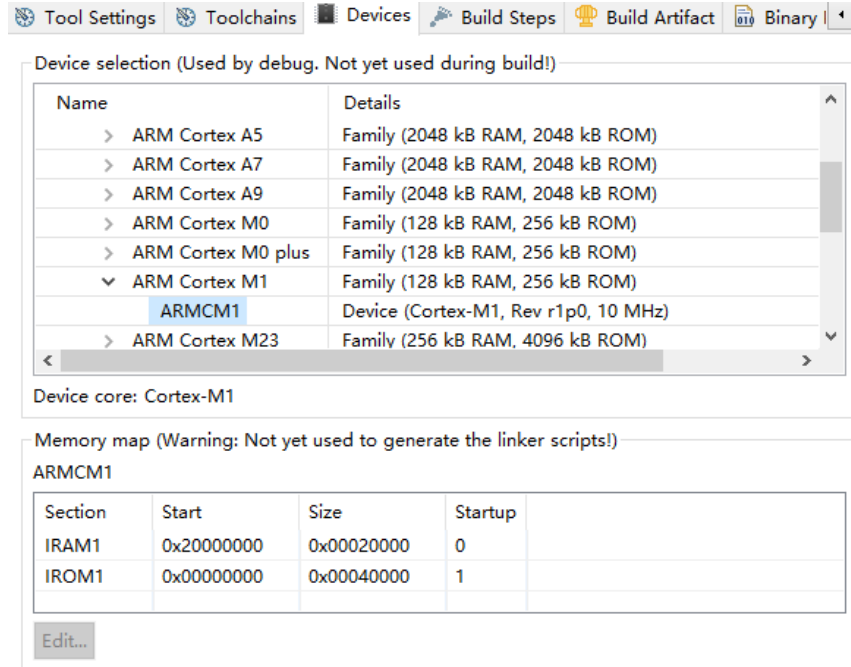 Tool Settings Toolchains Devices Build Steps Build Artifact Binary
Device selection (Used by debug. Not yet used during build!)
Name Details
ARM Cortex A5 Family (2048 kB RAM, 2048 kB ROM)
ARM Cortex A7 Family (2048 kB RAM, 2048 kB ROM)
ARM Cortex A9 Family (2048 kB RAM, 2048 kB ROM)
ARM Cortex M0 Family (128 kB RAM, 256 kB ROM)
ARM Cortex M0 plus Family (128 kB RAM, 256 kB ROM)
ARM Cortex M1 Family (128 kB RAM, 256 kB ROM)
ARMCM1 Device (Cortex-M1, Rev r1p0, 10 MHz)
ARM Cortex M23 Family (256 kB RAM, 4096 kB ROM)
Device core: Cortex-M1
Memory map (Warning: Not yet used to generate the linker scripts!)
ARMCM1
Section Start Size Startup
IRAM1 0x20000000 0x00020000 0
IROM1 0x00000000 0x00040000 1
Edit...